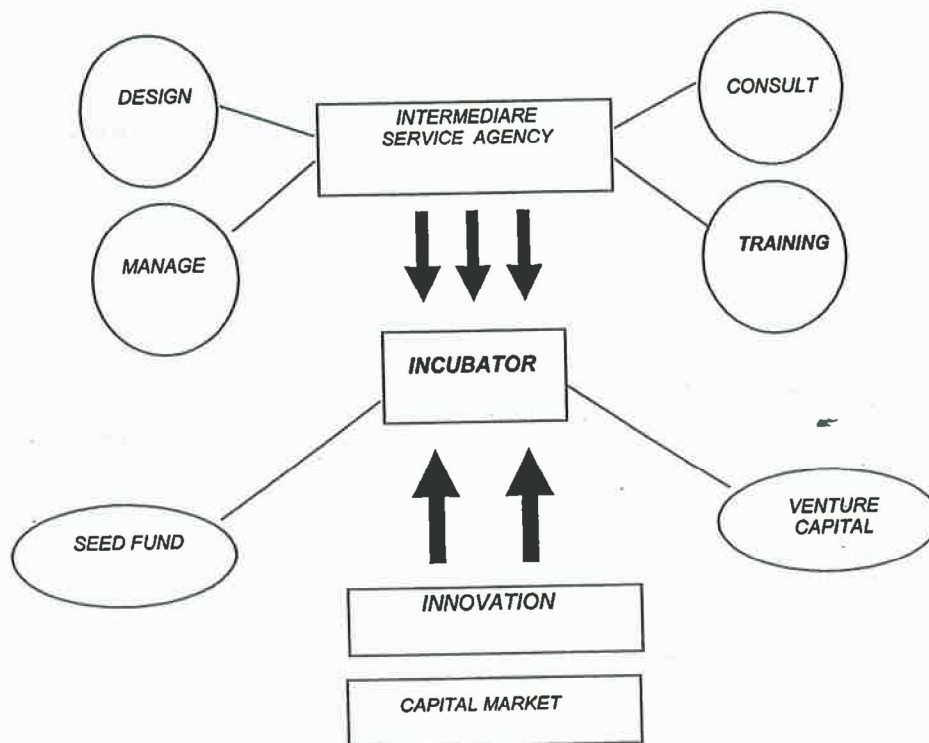 DESIGN
INTERMEDIARE
SERVICE AGENCY
CONSULT
MANAGE
TRAINING
INCUBATOR
SEED FUND
VENTURE
CAPITAL
INNOVATION
CAPITAL MARKET